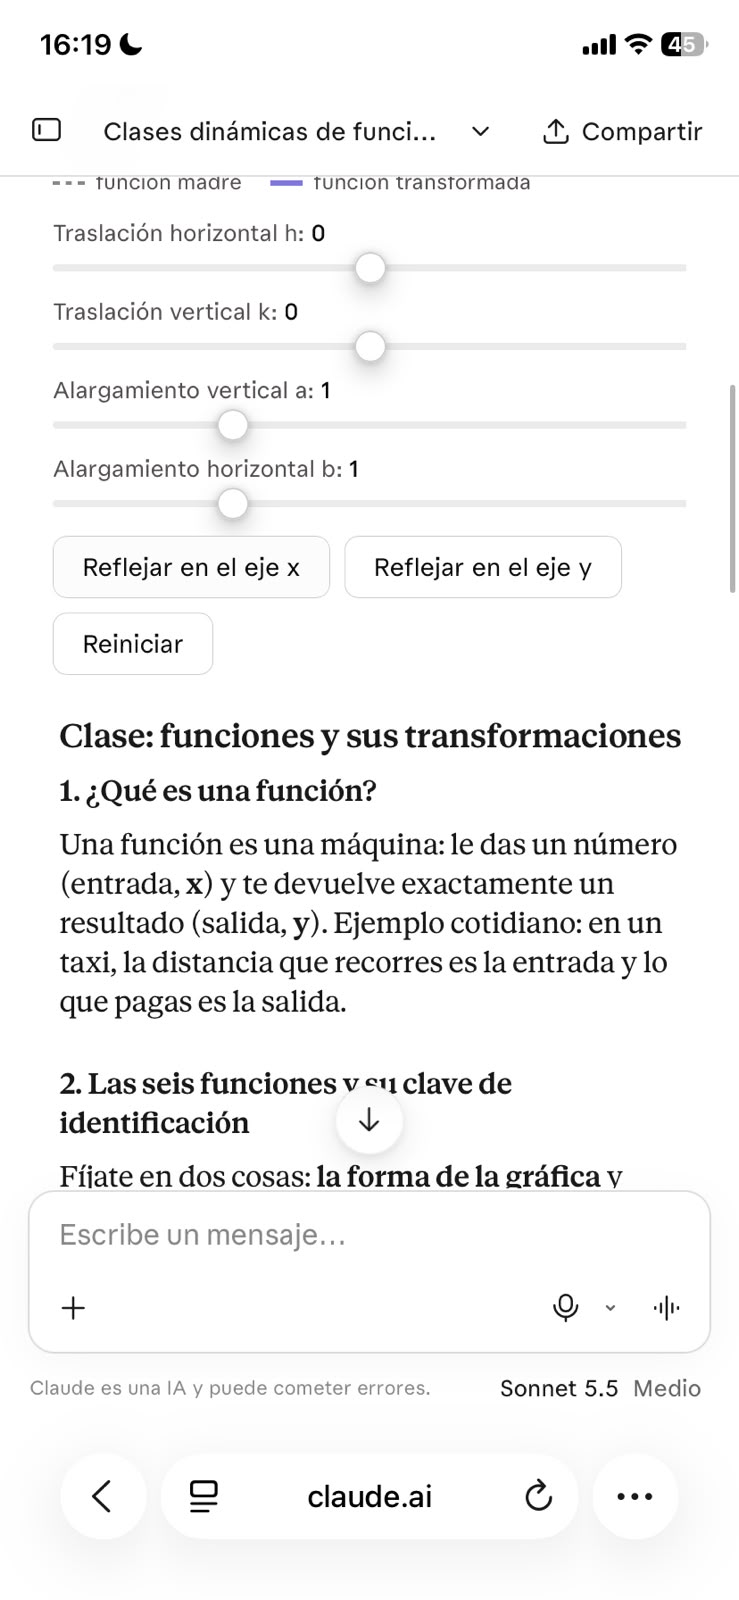 16:19
45
Clases dinámicas de funci...
Compartir
función madre función transformada
Traslación horizontal h: 0
Traslación vertical k: 0
Alargamiento vertical a: 1
Alargamiento horizontal b: 1
Reflejar en el eje x
Reflejar en el eje y
Reiniciar
Clase: funciones y sus transformaciones
1. ¿Qué es una función?
Una función es una máquina: le das un número
(entrada, x) y te devuelve exactamente un
resultado (salida, y). Ejemplo cotidiano: en un
taxi, la distancia que recorres es la entrada y lo
que pagas es la salida.
2. Las seis funciones y su clave de
identificación
Fíjate en dos cosas: la forma de la gráfica y
Escribe un mensaje...
Claude es una IA y puede cometer errores.
Sonnet 5.5 Medio
claude.ai